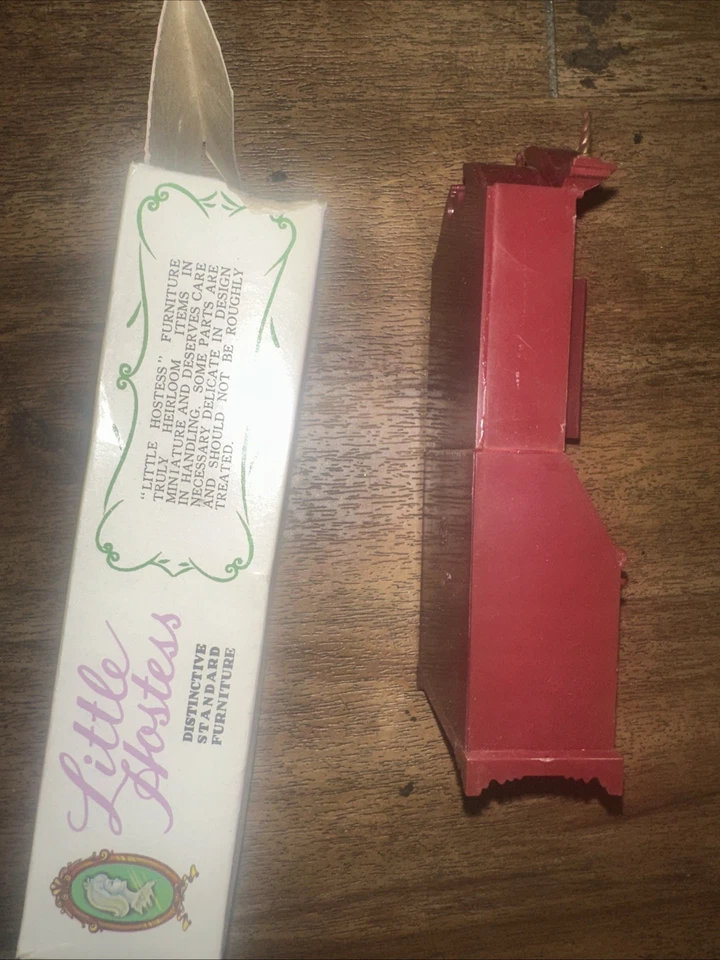 "LITTLE HOSTESS" FURNITURE
TRULY HEIRLOOM ITEMS IN
MINIATURE AND DESERVES CARE
IN HANDLING. SOME PARTS ARE
NECESSARY DELICATE IN DESIGN
AND SHOULD NOT BE ROUGHLY
TREATED.
Little
Hostess
DISTINCTIVE
STANDARD
FURNITURE